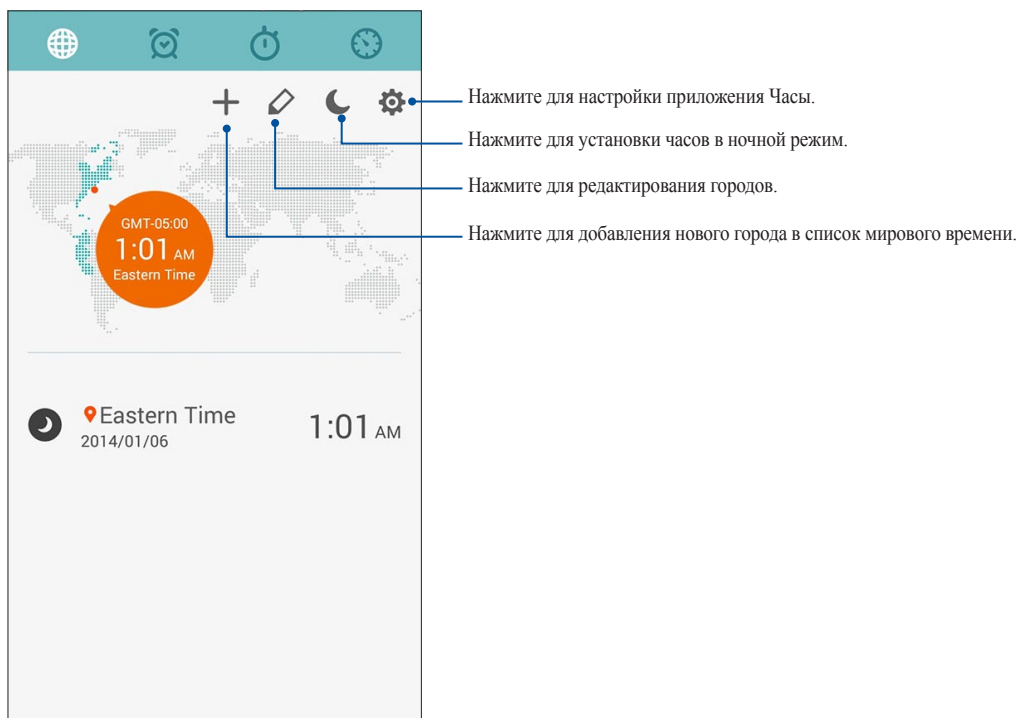 Нажмите для настройки приложения Часы.
Нажмите для установки часов в ночной режим.
Нажмите для редактирования городов.
Нажмите для добавления нового города в список мирового времени.
GMT-05:00
1:01 AM
Eastern Time
Eastern Time
2014/01/06
1:01 AM